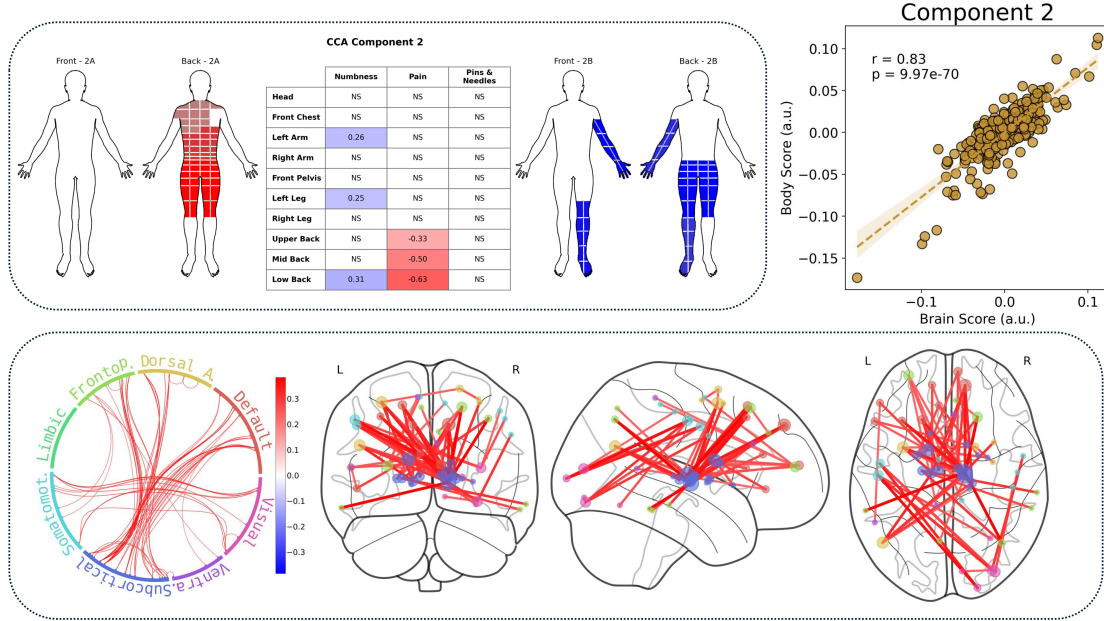 CCA Component 2
Front - 2A
Back - 2A
Numbness Pain Pins & Needles
Head NS NS NS
Front Chest NS NS NS
Left Arm 0.26 NS NS
Right Arm NS NS NS
Front Pelvis NS NS NS
Left Leg 0.25 NS NS
Right Leg NS NS NS
Upper Back NS -0.33 NS
Mid Back NS -0.50 NS
Low Back 0.31 -0.63 NS
Front - 2B
Back - 2B
Component 2
r = 0.83
p = 9.97e-70
Body Score (a.u.)
0.10
0.05
0.00
−0.05
−0.10
−0.15
−0.1 0.0 0.1
Brain Score (a.u.)
Frontop.
Dorsal A.
Default
Visual
Ventra.
Subcortical
Somatomot.
Limbic
0.3
0.2
0.1
0.0
−0.1
−0.2
−0.3
L R
L R